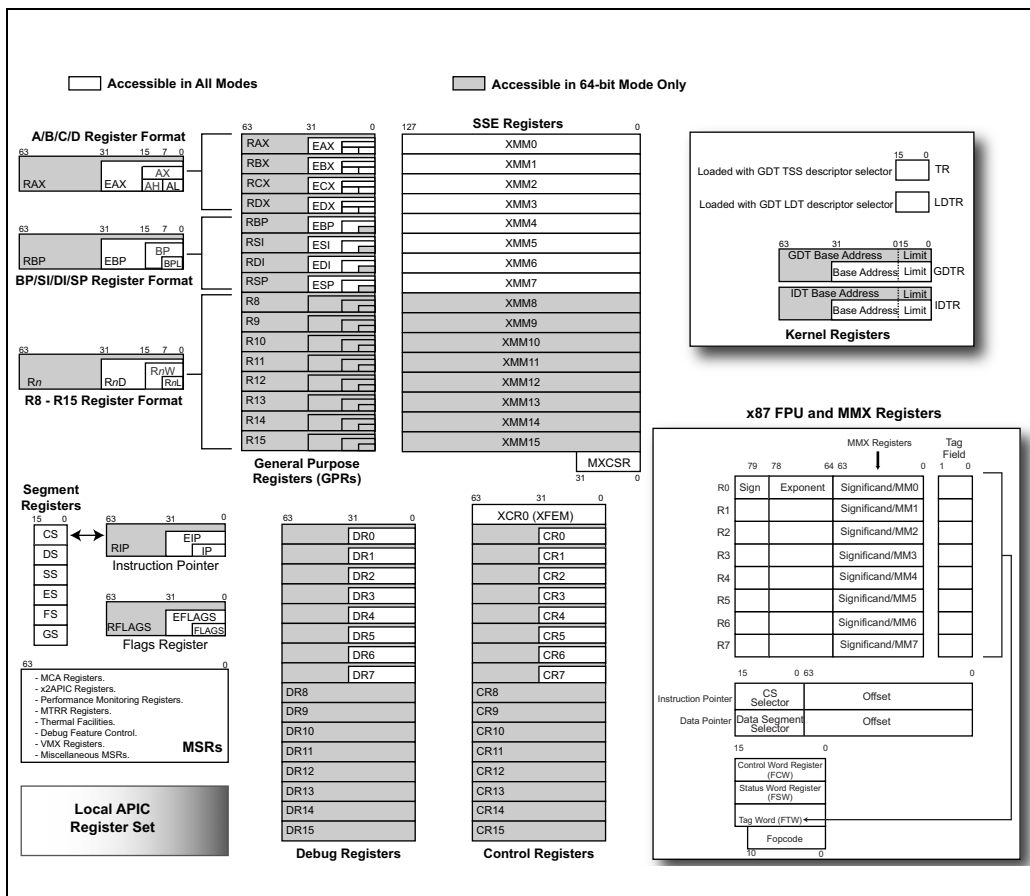 Accessible in All Modes
Accessible in 64-bit Mode Only
A/B/C/D Register Format
63 31 15 7 0
RAX EAX AX
AH AL
63 31 15 7 0
RBP EBP BP
BPL
BP/SI/DI/SP Register Format
63 31 15 7 0
Rn RnD RnW
RnL
R8 - R15 Register Format
63 31 0
RAX EAX
RBX EBX
RCX ECX
RDX EDX
RBP EBP
RSI ESI
RDI EDI
RSP ESP
R8
R9
R10
R11
R12
R13
R14
R15
General Purpose
Registers (GPRs)
SSE Registers
127 0
XMM0
XMM1
XMM2
XMM3
XMM4
XMM5
XMM6
XMM7
XMM8
XMM9
XMM10
XMM11
XMM12
XMM13
XMM14
XMM15
MXCSR
31 0
15 0
Loaded with GDT TSS descriptor selector TR
Loaded with GDT LDT descriptor selector LDTR
63 31 015 0
GDT Base Address Limit
Base Address Limit GDTR
IDT Base Address Limit
Base Address Limit IDTR
Kernel Registers
Segment
Registers
15 0
CS
DS
SS
ES
FS
GS
63 31 0
RIP EIP
IP
Instruction Pointer
63 31 0
RFLAGS EFLAGS
FLAGS
Flags Register
63 0
- MCA Registers.
- x2APIC Registers.
- Performance Monitoring Registers.
- MTRR Registers.
- Thermal Facilities.
- Debug Feature Control.
- VMX Registers.
- Miscellaneous MSRs.
MSRs
Local APIC
Register Set
63 31 0
DR0
DR1
DR2
DR3
DR4
DR5
DR6
DR7
DR8
DR9
DR10
DR11
DR12
DR13
DR14
DR15
Debug Registers
63 31 0
XCR0 (XFEM)
CR0
CR1
CR2
CR3
CR4
CR5
CR6
CR7
CR8
CR9
CR10
CR11
CR12
CR13
CR14
CR15
Control Registers
x87 FPU and MMX Registers
MMX Registers
Tag
Field
79 78 64 63 0 1 0
R0 Sign Exponent Significand/MM0
R1 Significand/MM1
R2 Significand/MM2
R3 Significand/MM3
R4 Significand/MM4
R5 Significand/MM5
R6 Significand/MM6
R7 Significand/MM7
15 0 63 0
Instruction Pointer CS
Selector Offset
Data Pointer Data Segment
Selector Offset
15 0
Control Word Register
(FCW)
Status Word Register
(FSW)
Tag Word (FTW)
Fopcode
10 0